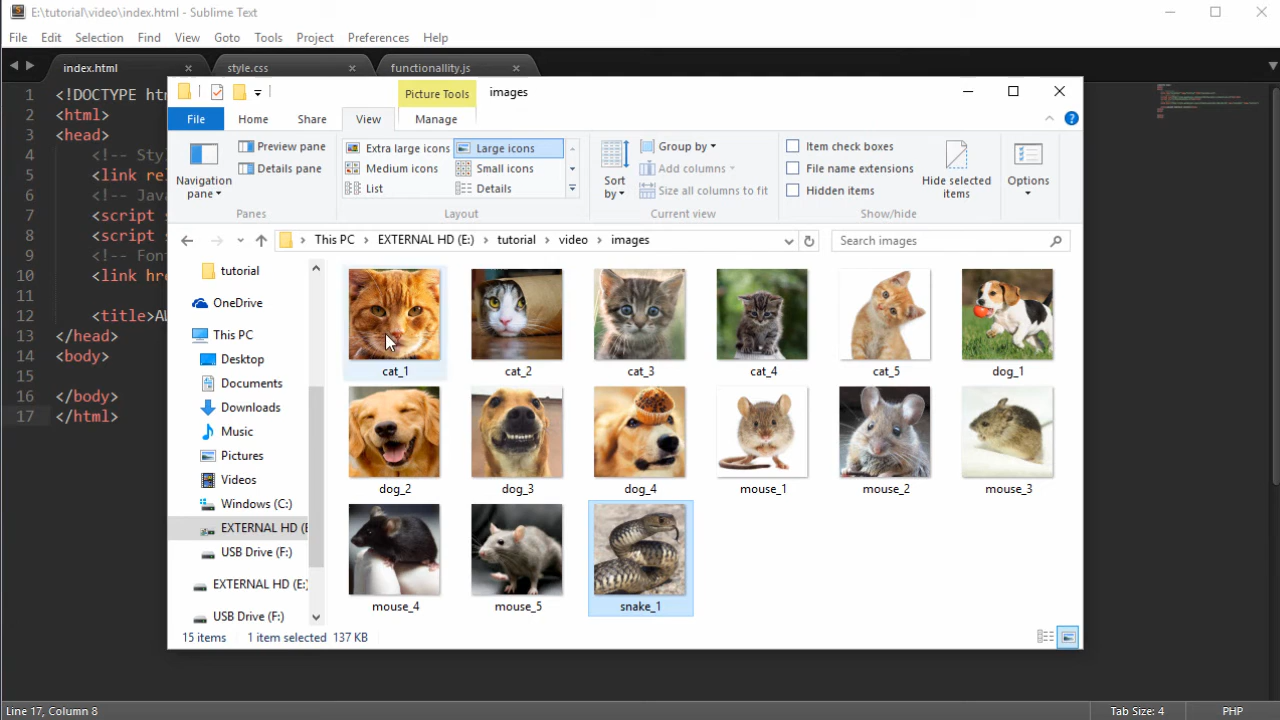 E:\tutorial\video\index.html - Sublime Text
File Edit Selection Find View Goto Tools Project Preferences Help
index.html style.css functionallity.js
1 <!DOCTYPE
2 <html>
3 <head>
4 <!--
5 <link
6 <!--
7 <script
8 <script
9 <!--
10 <link
11
12 <title>
13 </head>
14 <body>
15
16 </body>
17 </html>
Picture Tools images
File Home Share View Manage
Navigation pane
Preview pane
Details pane
Panes
Extra large icons Large icons
Medium icons Small icons
List Details
Layout
Sort by
Group by
Add columns
Size all columns to fit
Current view
Item check boxes
File name extensions
Hidden items
Hide selected items
Show/hide
Options
This PC EXTERNAL HD (E:) tutorial video images
Search images
tutorial
OneDrive
This PC
Desktop
Documents
Downloads
Music
Pictures
Videos
Windows (C:)
EXTERNAL HD (E
USB Drive (F:)
EXTERNAL HD (E:
USB Drive (F:)
cat_1 cat_2 cat_3 cat_4 cat_5 dog_1
dog_2 dog_3 dog_4 mouse_1 mouse_2 mouse_3
mouse_4 mouse_5 snake_1
15 items 1 item selected 137 KB
Line 17, Column 8 Tab Size: 4 PHP